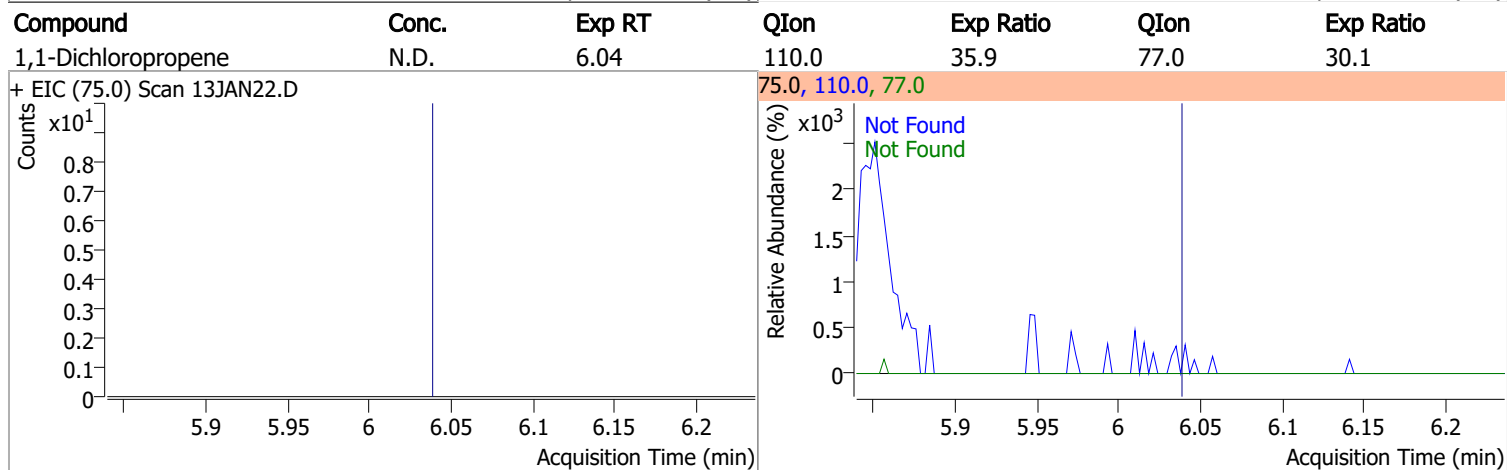 Compound Conc. Exp RT QIon Exp Ratio QIon Exp Ratio
1,1-Dichloropropene N.D. 6.04 110.0 35.9 77.0 30.1
+ EIC (75.0) Scan 13JAN22.D
Counts
x10¹
0.8
0.7
0.6
0.5
0.4
0.3
0.2
0.1
0
5.9 5.95 6 6.05 6.1 6.15 6.2
Acquisition Time (min)
75.0, 110.0, 77.0
Relative Abundance (%)
x10³
Not Found
Not Found
2
1.5
1
0.5
0
5.9 5.95 6 6.05 6.1 6.15 6.2
Acquisition Time (min)